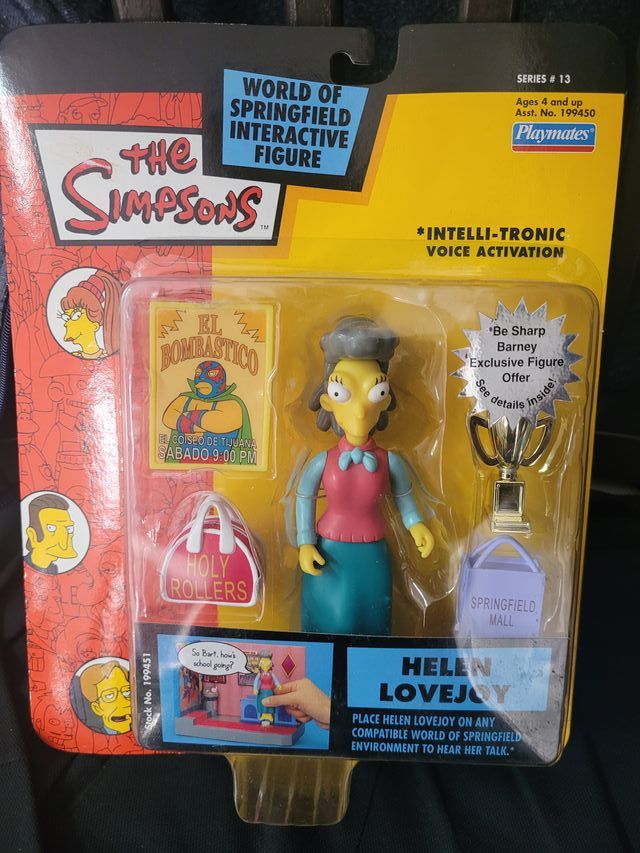 SERIES # 13
WORLD OF
SPRINGFIELD
INTERACTIVE
FIGURE
Ages 4 and up
Asst. No. 199450
Playmates®
THE
SIMPSONS™
*INTELLI-TRONIC
VOICE ACTIVATION
EL
BOMBASTICO
EL COISEO DE TIJUANA
SABADO 9:00 PM
*Be Sharp
Barney
Exclusive Figure
Offer
See details inside!
HOLY
ROLLERS
SPRINGFIELD
MALL
So Bart, how's
school going?
Stock No. 199451
HELEN
LOVEJOY
PLACE HELEN LOVEJOY ON ANY
COMPATIBLE WORLD OF SPRINGFIELD
ENVIRONMENT TO HEAR HER TALK.*